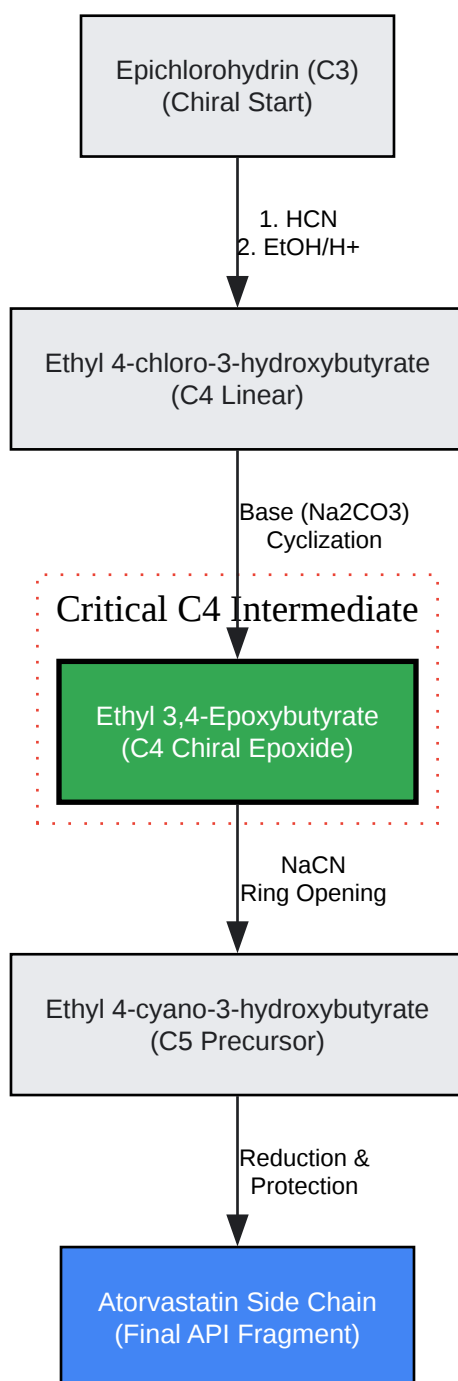 Epichlorohydrin (C3)
(Chiral Start)
1. HCN
2. EtOH/H+
Ethyl 4-chloro-3-hydroxybutyrate
(C4 Linear)
Base (Na2CO3)
Cyclization
Critical C4 Intermediate
Ethyl 3,4-Epoxybutyrate
(C4 Chiral Epoxide)
NaCN
Ring Opening
Ethyl 4-cyano-3-hydroxybutyrate
(C5 Precursor)
Reduction &
Protection
Atorvastatin Side Chain
(Final API Fragment)